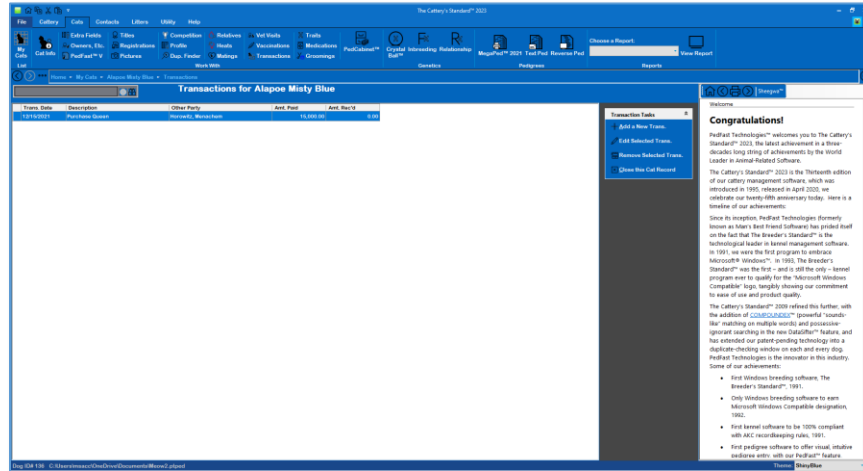 The Cattery's Standard™ 2023
File Cattery Cats Contacts Litters Utility Help
My Cats
Cat Info
Extra Fields
Owners, Etc.
PedFast™ V
Titles
Registrations
Pictures
Competition
Profile
Dup. Finder
Relatives
Heats
Matings
Vet Visits
Vaccinations
Transactions
Traits
Medications
Groomings
PedCabinet™
Crystal Ball™
Inbreeding
Relationship
MegaPed™ 2021
Test Ped
Reverse Ped
Choose a Report:
View Report
List
Work With
Genetics
Pedigrees
Reports
Home • My Cats • Alapoe Misty Blue • Transactions
Transactions for Alapoe Misty Blue
Trans. Date Description Other Party Amt. Paid Amt. Rec'd
Purchase Queen Horowitz, Menachem 0.00
Transaction Tasks
Add a New Trans.
Edit Selected Trans.
Remove Selected Trans.
Close this Cat Record
Welcome
Congratulations!
PedFast Technologies™ welcomes you to The Cattery's
Standard™ 2023, the latest achievement in a three-
decades long string of achievements by the World
Leader in Animal-Related Software.
The Cattery's Standard™ 2023 is the Thirteenth edition
of our cattery management software, which was
introduced in 1995, released in April 2020, we
celebrate our twenty-fifth anniversary today. Here is a
timeline of our achievements:
Since its inception, PedFast Technologies (formerly
known as Man's Best Friend Software) has prided itself
on the fact that The Breeder's Standard™ is the
technological leader in kennel management software.
In 1991, we were the first program to embrace
Microsoft® Windows™. In 1993, The Breeder's
Standard™ was the first – and is still the only – kennel
program ever to qualify for the "Microsoft Windows
Compatible" logo, tangibly showing our commitment
to ease of use and product quality.
The Cattery's Standard™ 2009 refined this further, with
the addition of COMPOUNDEX™ (powerful "sounds-
like" matching on multiple words) and possessive-
ignorant searching in the new DataSifter™ feature, and
has extended our patent-pending technology into a
duplicate-checking window on each and every dog.
PedFast Technologies is the innovator in this industry.
Some of our achievements:
• First Windows breeding software, The
Breeder's Standard™, 1991.
• Only Windows breeding software to earn
Microsoft Windows Compatible designation,
1992.
• First kennel software to be 100% compliant
with AKC recordkeeping rules, 1991.
• First pedigree software to offer visual, intuitive
pedigree entry, with our PedFast™ feature.
Dog ID# 136 C:\Users\mascc\OneDrive\Documents\Meow2.ptped
Theme: ShinyBlue